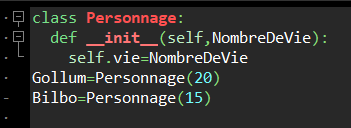 class Personnage:
  def __init__(self,NombreDeVie):
    self.vie=NombreDeVie
Gollum=Personnage(20)
Bilbo=Personnage(15)